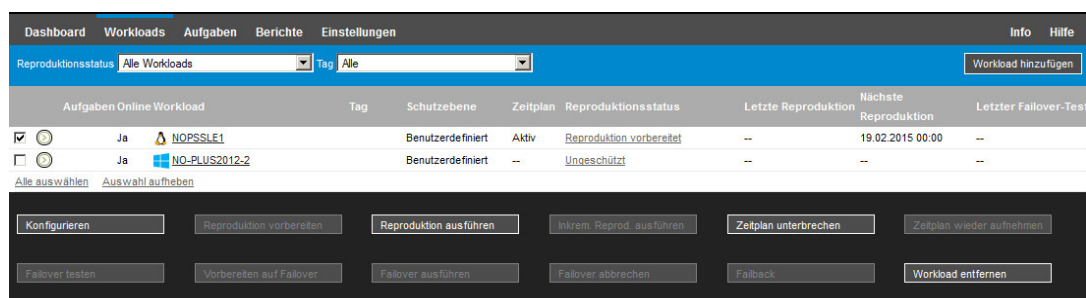 Dashboard Workloads Aufgaben Berichte Einstellungen Info Hilfe
Reproduktionsstatus Alle Workloads Tag Alle Workload hinzufügen
Aufgaben Online Workload Tag Schutzebene Zeitplan Reproduktionsstatus Letzte Reproduktion Nächste Reproduktion Letzter Failover-Test
Ja NOPSSLE1 Benutzerdefiniert Aktiv Reproduktion vorbereitet -- 19.02.2015 00:00 --
Ja NO-PLUS2012-2 Benutzerdefiniert -- Ungeschützt -- -- --
Alle auswählen Auswahl aufheben
Konfigurieren Reproduktion vorbereiten Reproduktion ausführen Inkrem. Reprod. ausführen Zeitplan unterbrechen Zeitplan wieder aufnehmen
Failover testen Vorbereiten auf Failover Failover ausführen Failover abbrechen Failback Workload entfernen